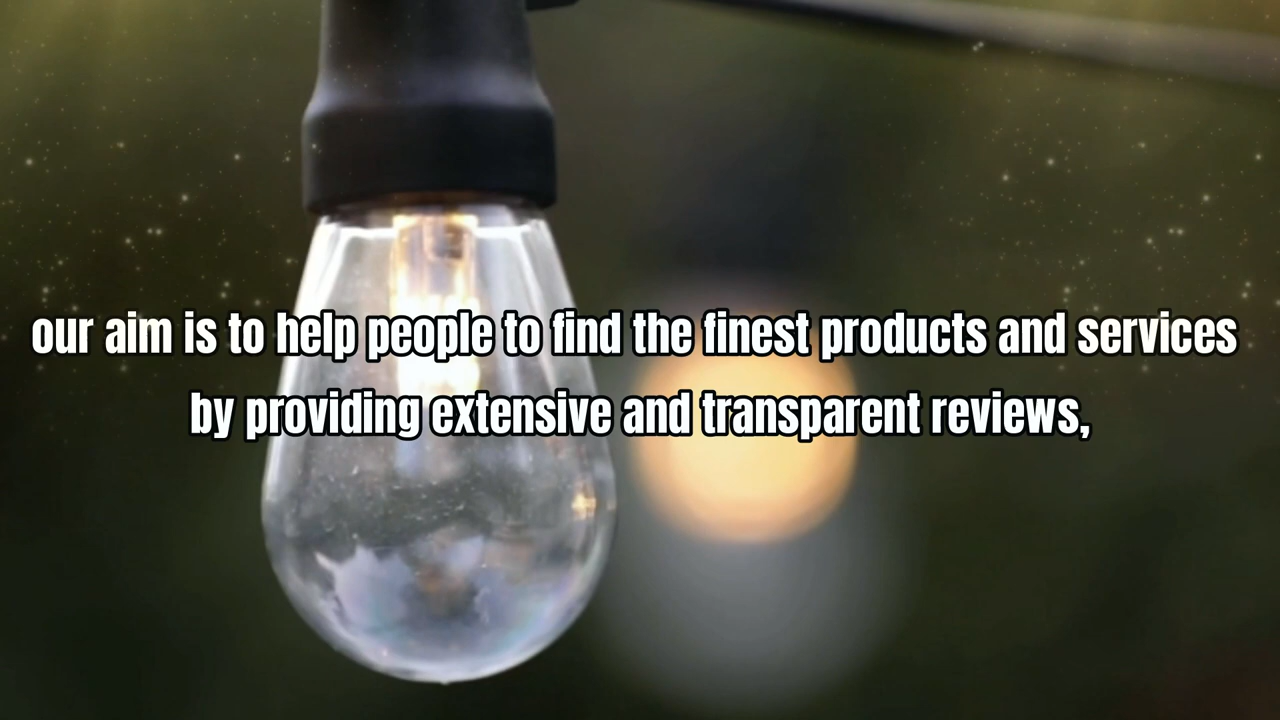 our aim is to help people to find the finest products and services
by providing extensive and transparent reviews,